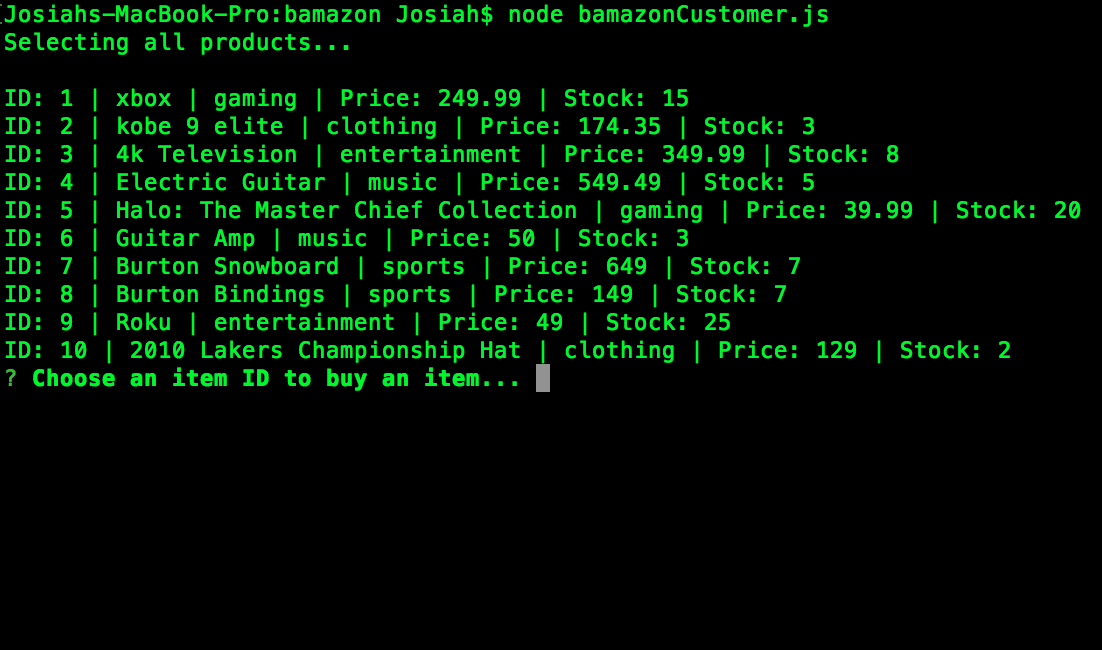 Josiahs-MacBook-Pro:bamazon Josiah$ node bamazonCustomer.js
Selecting all products...
ID: 1 | xbox | gaming | Price: 249.99 | Stock: 15
ID: 2 | kobe 9 elite | clothing | Price: 174.35 | Stock: 3
ID: 3 | 4k Television | entertainment | Price: 349.99 | Stock: 8
ID: 4 | Electric Guitar | music | Price: 549.49 | Stock: 5
ID: 5 | Halo: The Master Chief Collection | gaming | Price: 39.99 | Stock: 20
ID: 6 | Guitar Amp | music | Price: 50 | Stock: 3
ID: 7 | Burton Snowboard | sports | Price: 649 | Stock: 7
ID: 8 | Burton Bindings | sports | Price: 149 | Stock: 7
ID: 9 | Roku | entertainment | Price: 49 | Stock: 25
ID: 10 | 2010 Lakers Championship Hat | clothing | Price: 129 | Stock: 2
? Choose an item ID to buy an item...